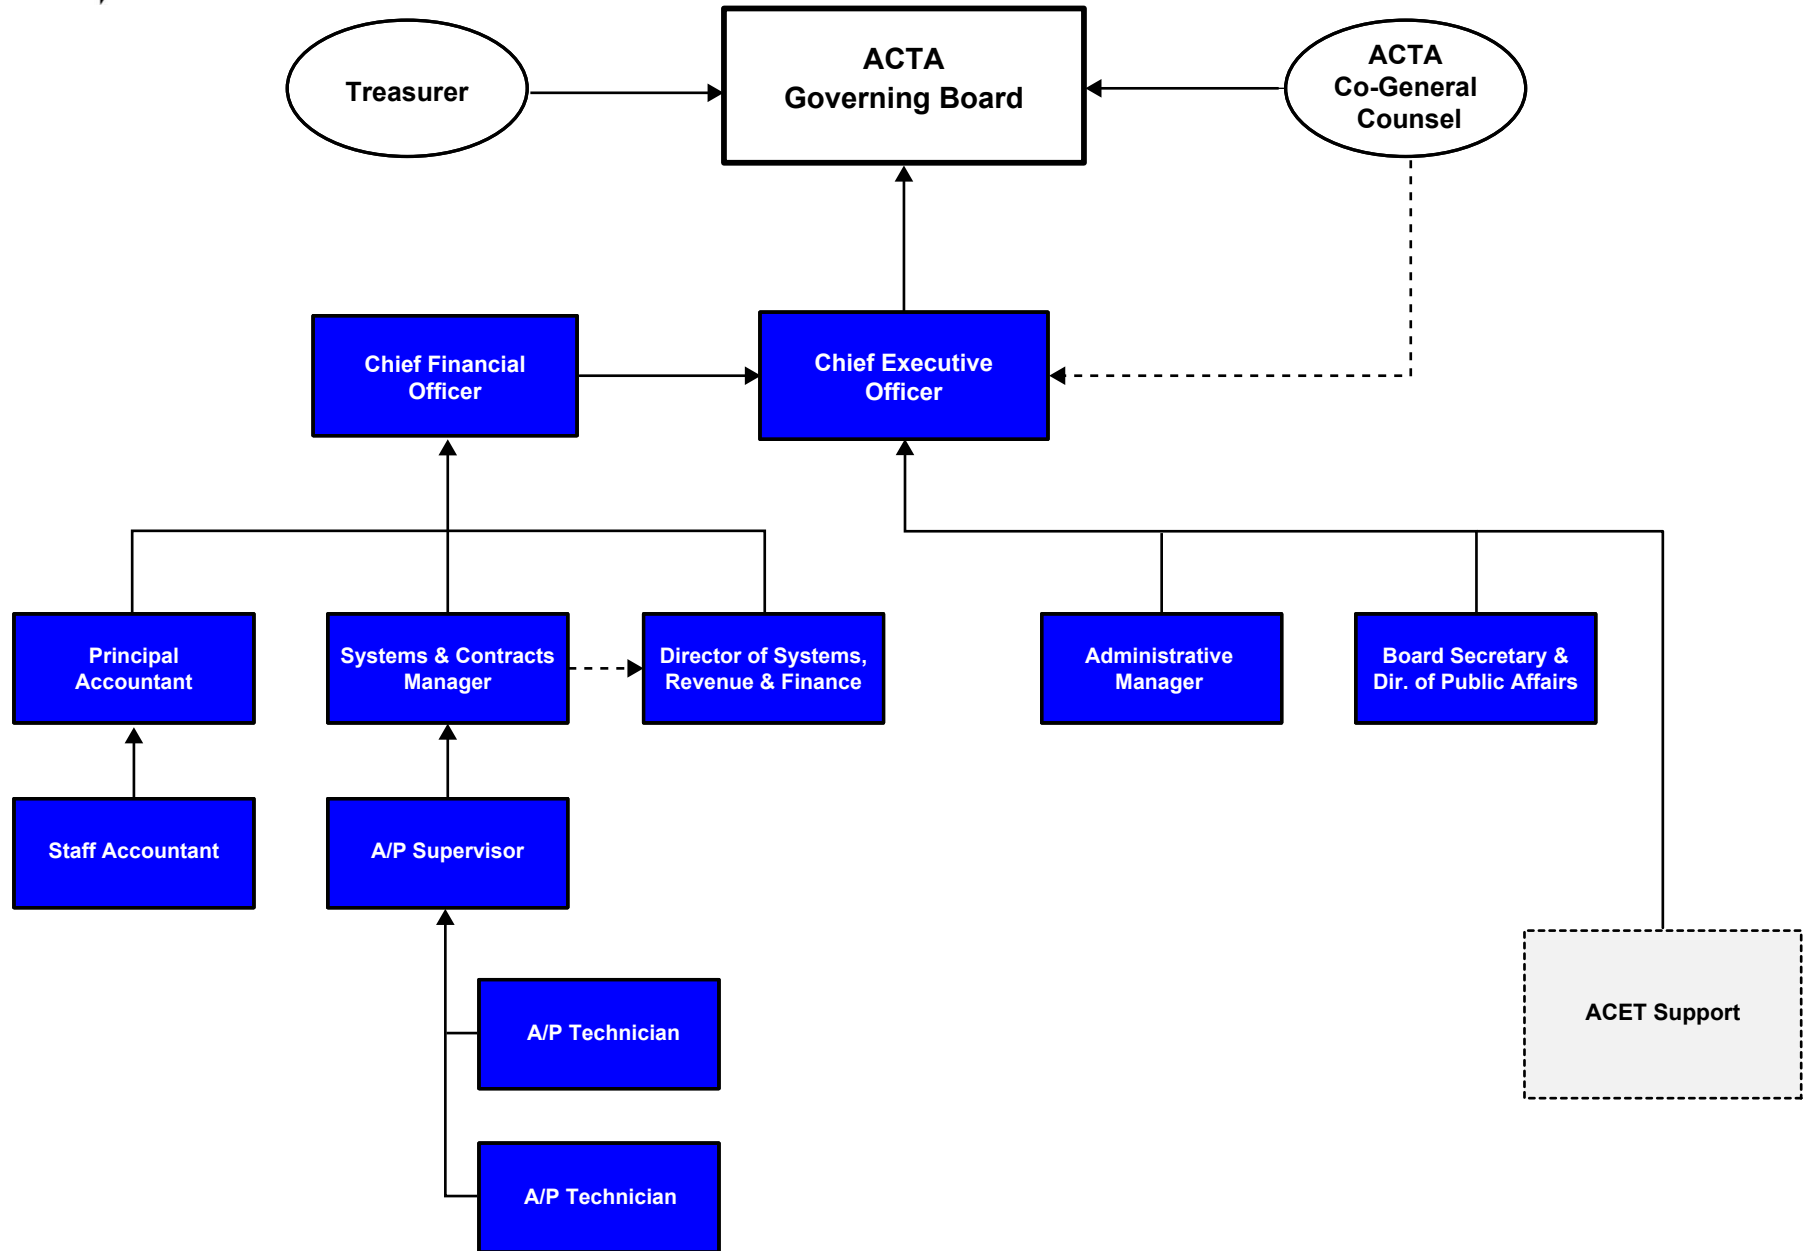 Treasurer
ACTA
Governing Board
ACTA
Co-General
Counsel
Chief Financial
Officer
Chief Executive
Officer
Principal
Accountant
Systems & Contracts
Manager
Director of Systems,
Revenue & Finance
Administrative
Manager
Board Secretary &
Dir. of Public Affairs
Staff Accountant
A/P Supervisor
ACET Support
A/P Technician
A/P Technician